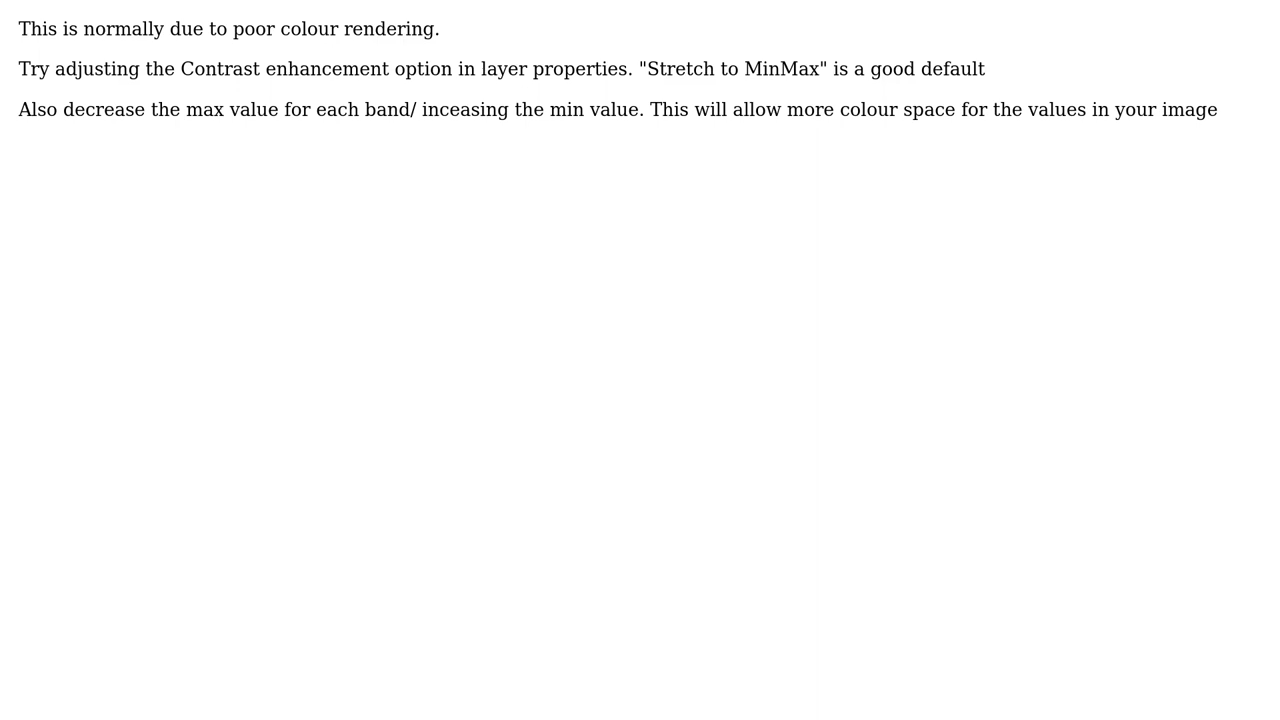 This is normally due to poor colour rendering.
Try adjusting the Contrast enhancement option in layer properties. "Stretch to MinMax" is a good default
Also decrease the max value for each band/ inceasing the min value. This will allow more colour space for the values in your image